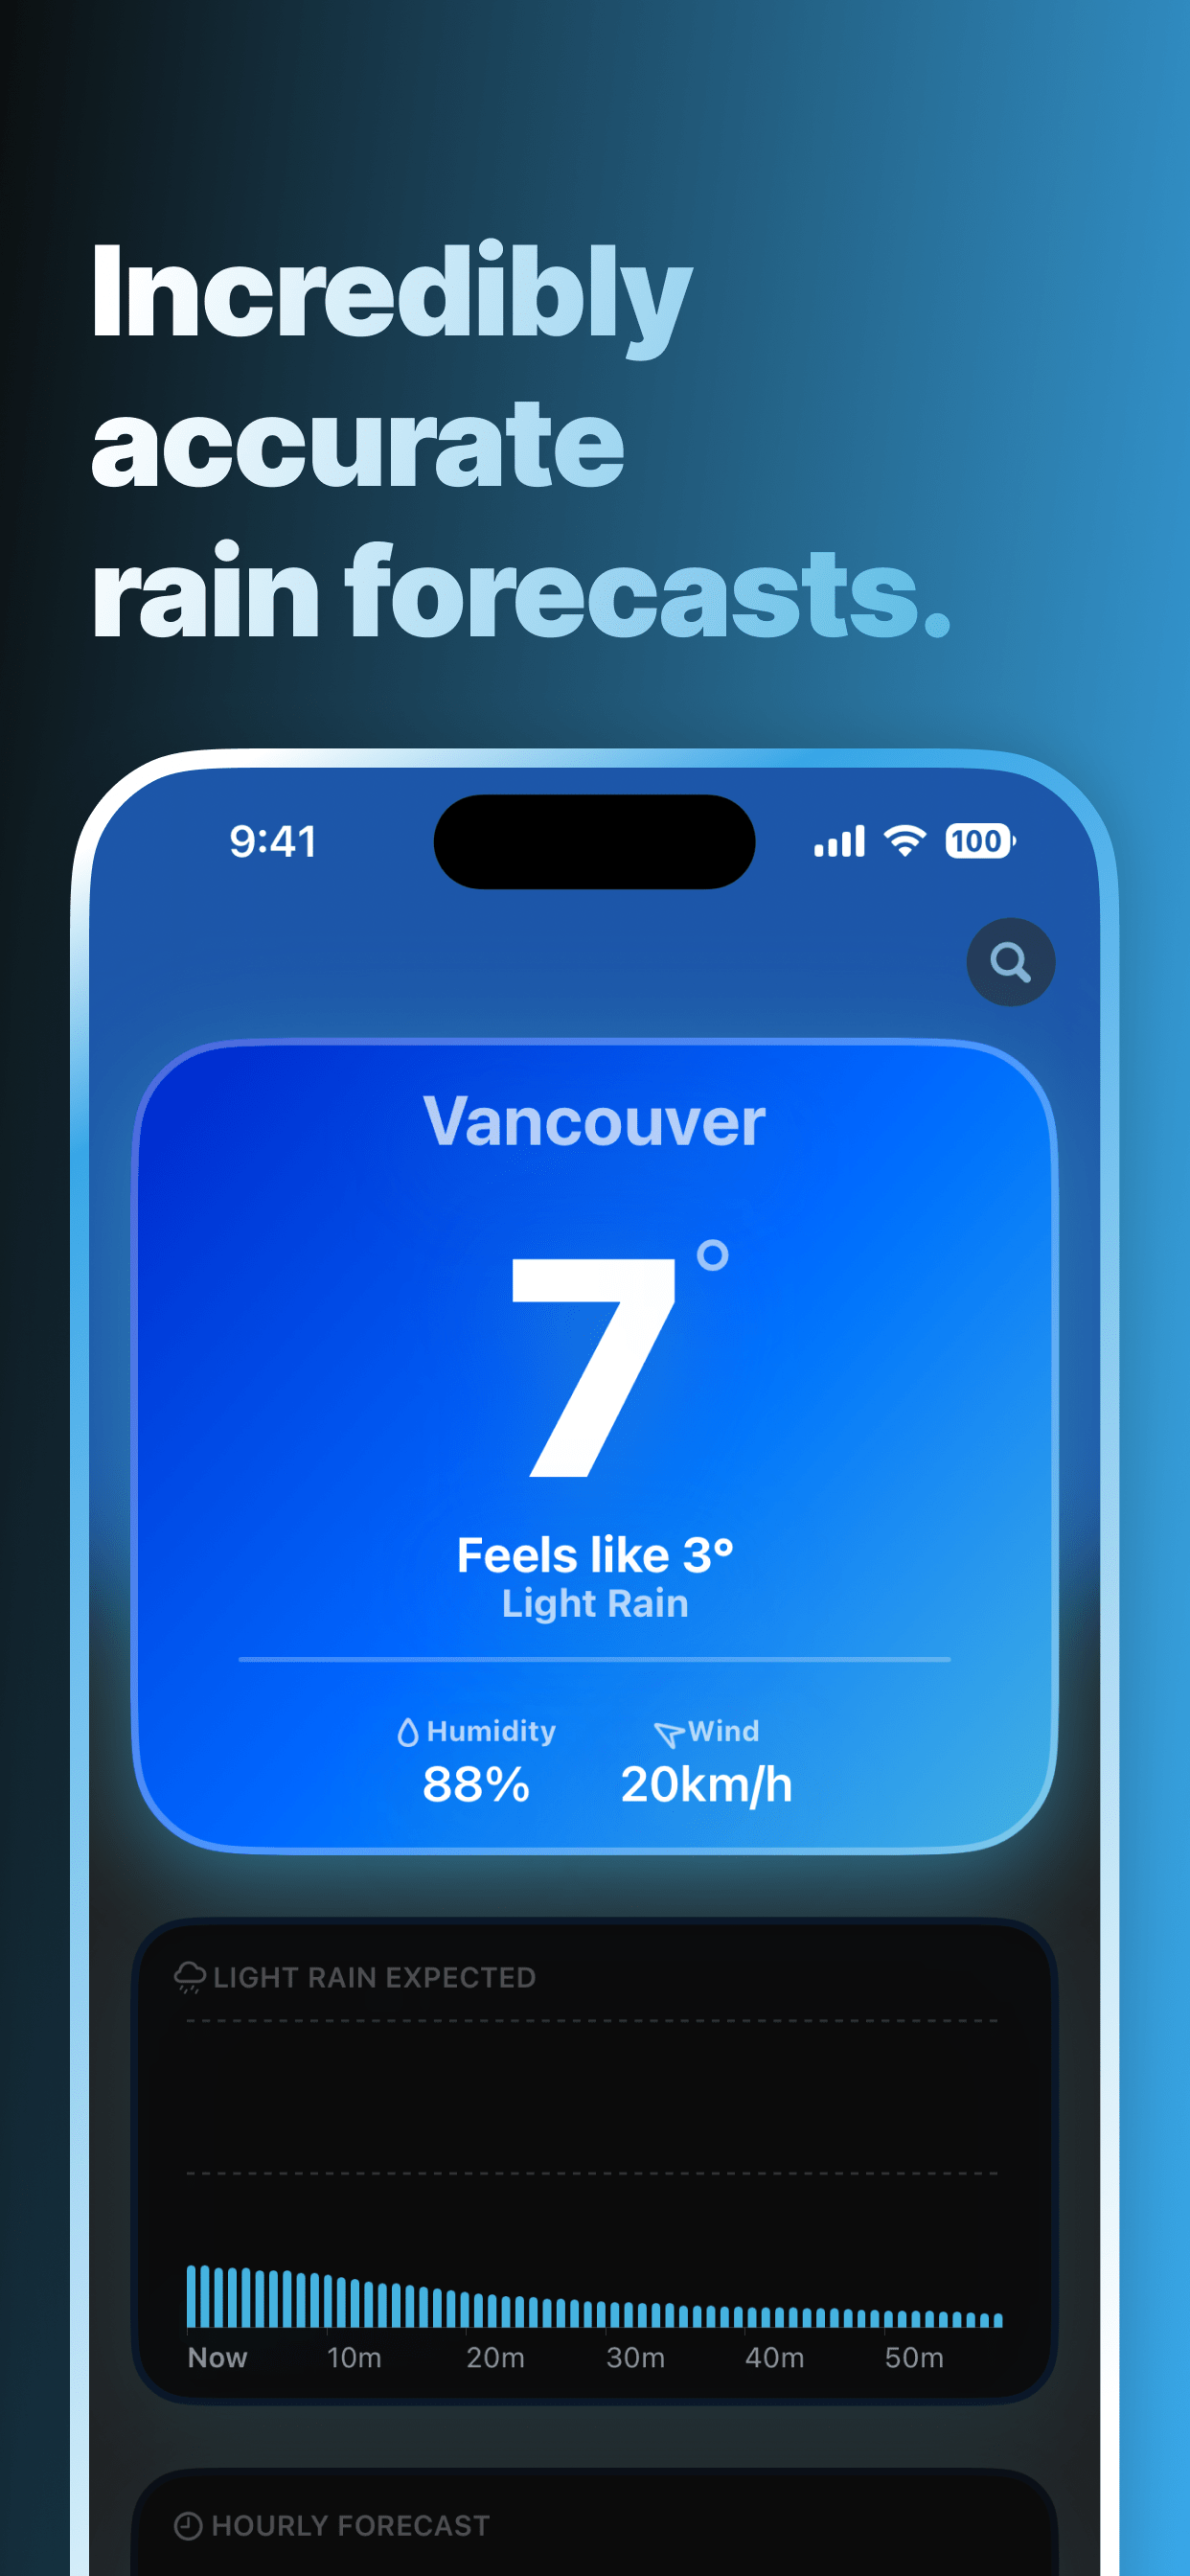 Incredibly
accurate
rain forecasts.
9:41
100
Vancouver
7°
Feels like 3°
Light Rain
Humidity Wind
88% 20km/h
LIGHT RAIN EXPECTED
Now 10m 20m 30m 40m 50m
HOURLY FORECAST